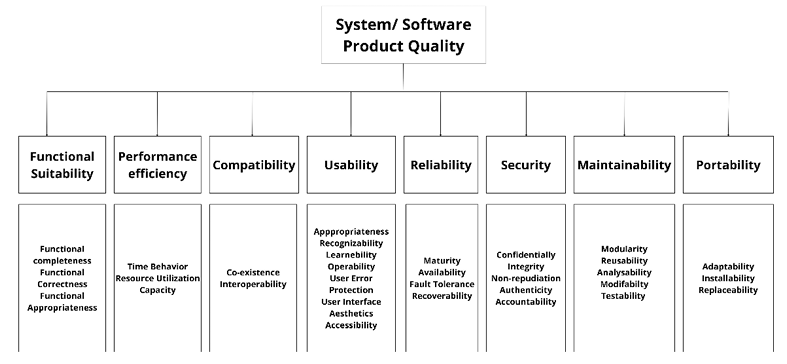 System/ Software
Product Quality
Functional
Suitability
Performance
efficiency
Compatibility
Usability
Reliability
Security
Maintainability
Portability
Functional
completeness
Functional
Correctness
Functional
Appropriateness
Time Behavior
Resource Utilization
Capacity
Co-existence
Interoperability
Apppropriateness
Recognizability
Learnebility
Operability
User Error
Protection
User Interface
Aesthetics
Accessibility
Maturity
Availability
Fault Tolerance
Recoverability
Confidentially
Integrity
Non-repudiation
Authenticity
Accountability
Modularity
Reusability
Analysability
Modifabilty
Testability
Adaptability
Installability
Replaceability